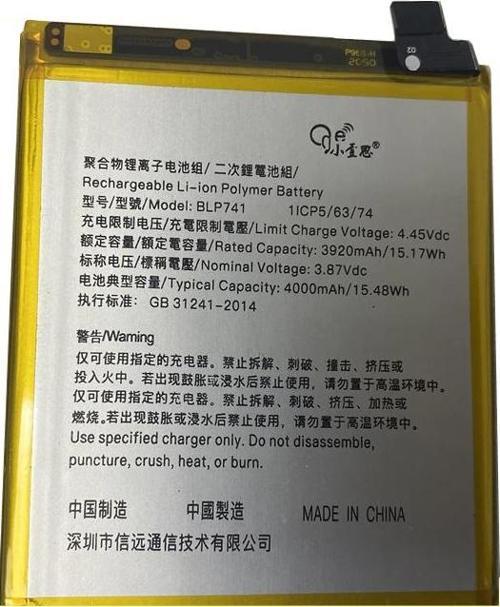 P963-H
2050
02
小壹思®
聚合物锂离子电池组/二次鋰電池組/
Rechargeable Li-ion Polymer Battery
型号/型號/Model: BLP741 1ICP5/63/74
充电限制电压/充電限制電壓/Limit Charge Voltage: 4.45Vdc
额定容量/額定電容量/Rated Capacity: 3920mAh/15.17Wh
标称电压/標稱電壓/Nominal Voltage: 3.87Vdc
电池典型容量/Typical Capacity: 4000mAh/15.48Wh
执行标准: GB 31241-2014
警告/Warning
仅可使用指定的充电器。禁止拆解、刺破、撞击、挤压或
投入火中。若出现鼓胀或浸水后禁止使用,请勿置于高温环境中。
仅可使用指定的充电器。禁止拆解、刺破、挤压、加热或
燃烧。若出现鼓胀或浸水后禁止使用,请勿置于高温环境中。
Use specified charger only. Do not disassemble,
puncture, crush, heat, or burn.
中国制造 中國製造 MADE IN CHINA
深圳市信远通信技术有限公司